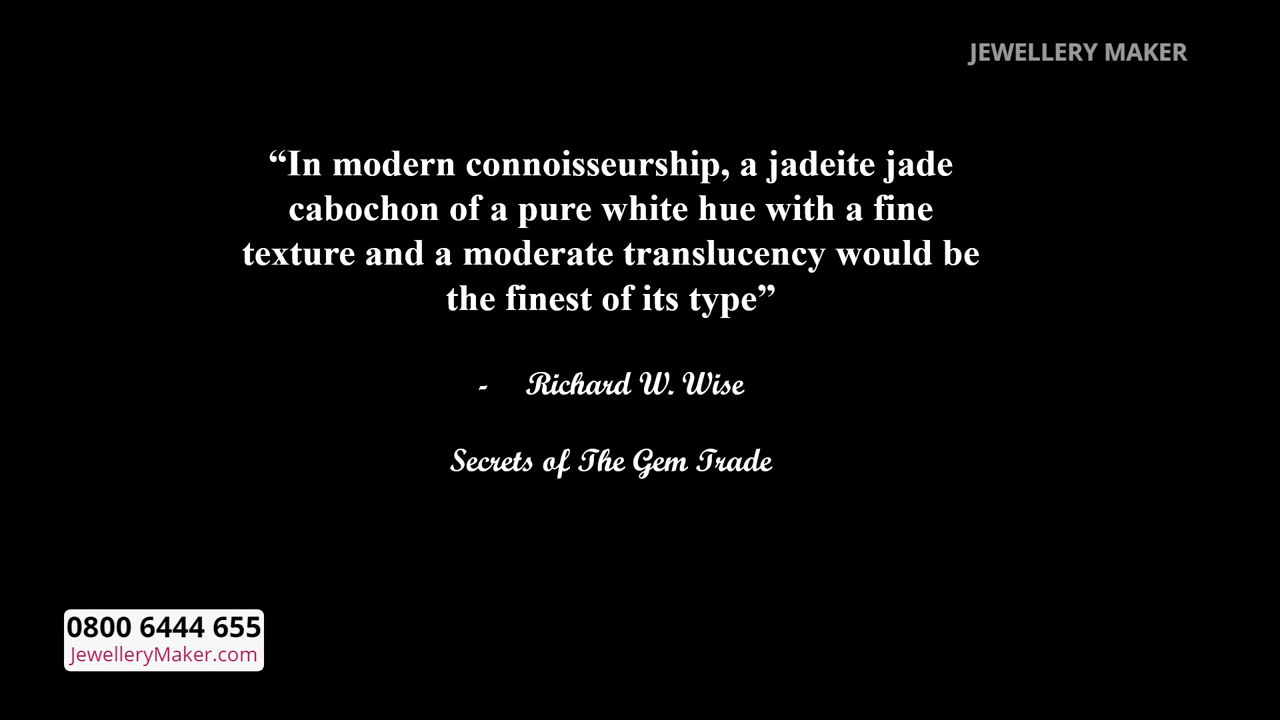 JEWELLERY MAKER
“In modern connoisseurship, a jadeite jade
cabochon of a pure white hue with a fine
texture and a moderate translucency would be
the finest of its type”
- Richard W. Wise
Secrets of The Gem Trade
0800 6444 655
JewelleryMaker.com